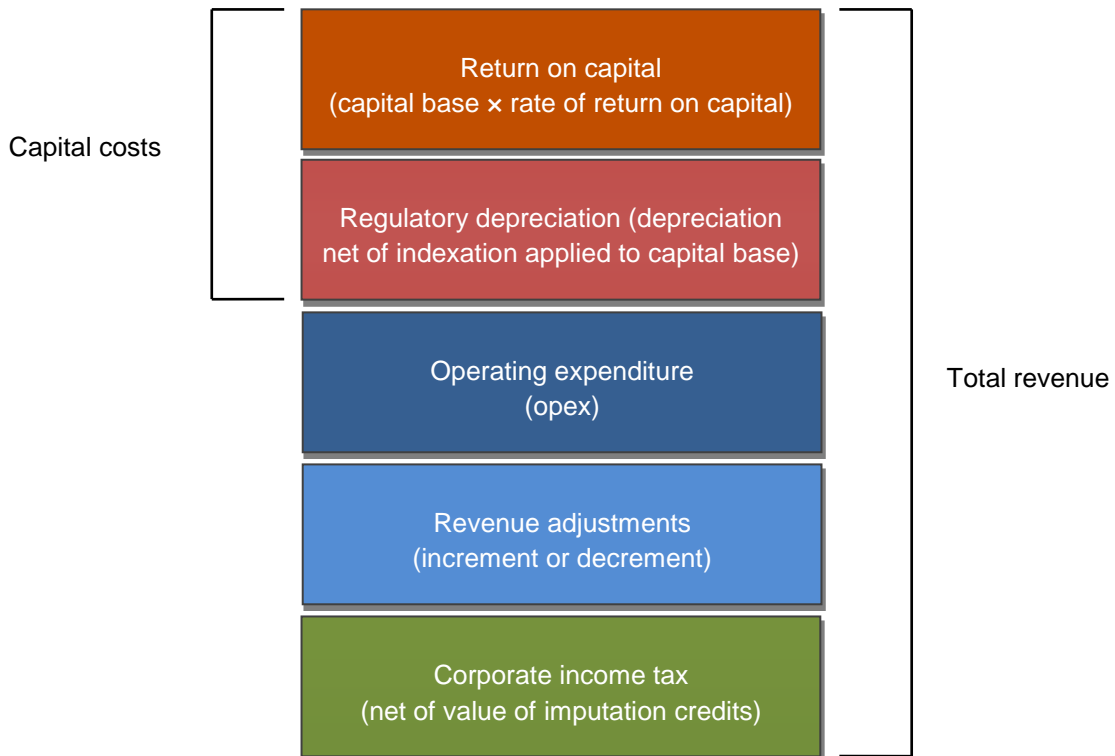 Return on capital
(capital base × rate of return on capital)
Capital costs
Regulatory depreciation (depreciation
net of indexation applied to capital base)
Operating expenditure
(opex)
Total revenue
Revenue adjustments
(increment or decrement)
Corporate income tax
(net of value of imputation credits)